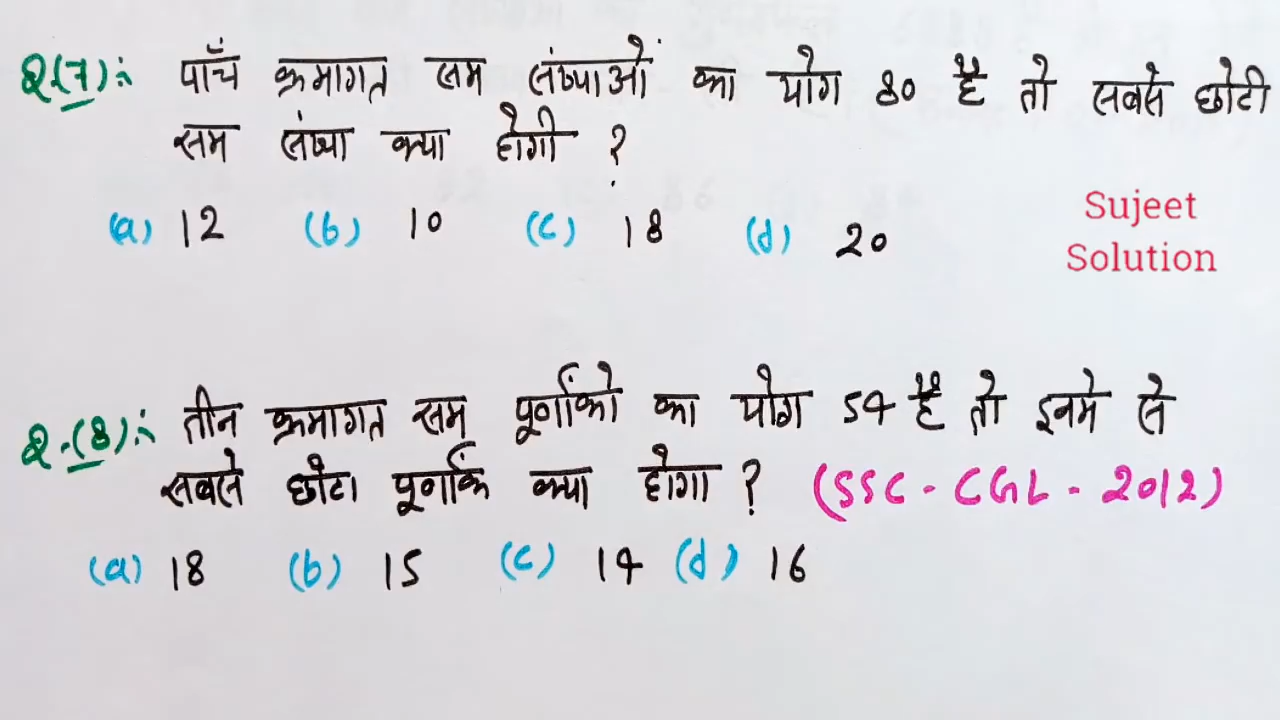 Q.(7):- पाँच क्रमागत सम संख्याओं का योग 80 है तो सबसे छोटी
सम संख्या क्या होगी ?
(a) 12 (b) 10 (c) 18 (d) 20
Sujeet
Solution
Q.(8):- तीन क्रमागत सम पूर्णांको का योग 54 है तो इनमे से
सबसे छोटा पूर्णांक क्या होगा ? (SSC - CGL - 2012)
(a) 18 (b) 15 (c) 14 (d) 16